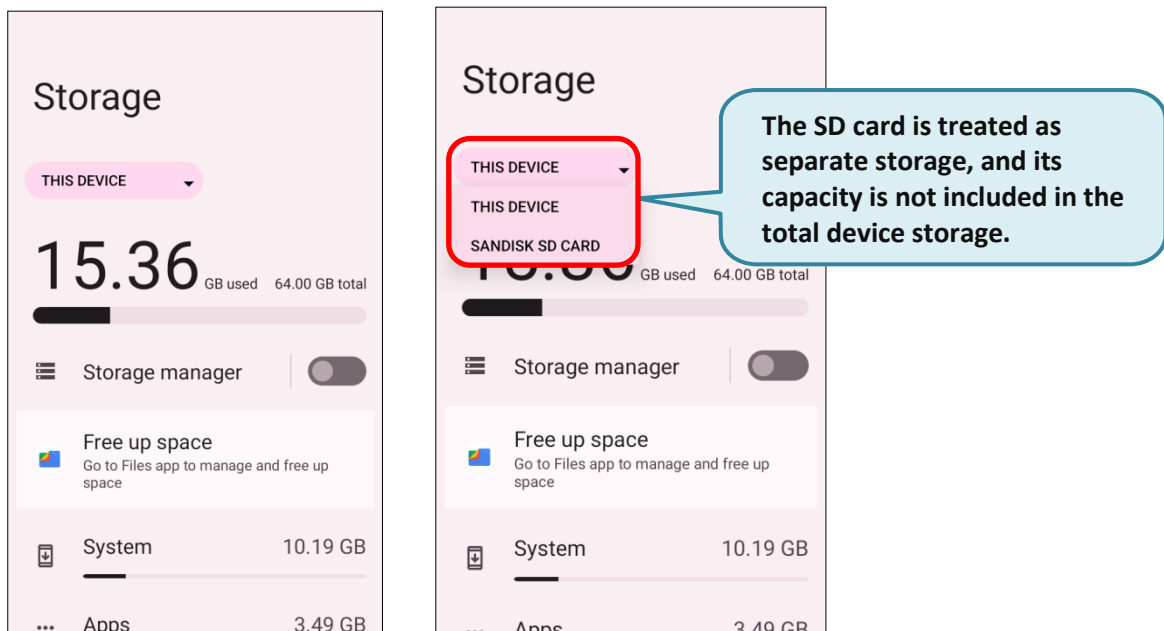 Storage
THIS DEVICE
15.36 GB used 64.00 GB total
Storage manager
Free up space
Go to Files app to manage and free up
space
System 10.19 GB
Apps 3.49 GB
Storage
THIS DEVICE
THIS DEVICE
SANDISK SD CARD
15.36 GB used 64.00 GB total
Storage manager
Free up space
Go to Files app to manage and free up
space
System 10.19 GB
Apps 3.49 GB
The SD card is treated as
separate storage, and its
capacity is not included in the
total device storage.